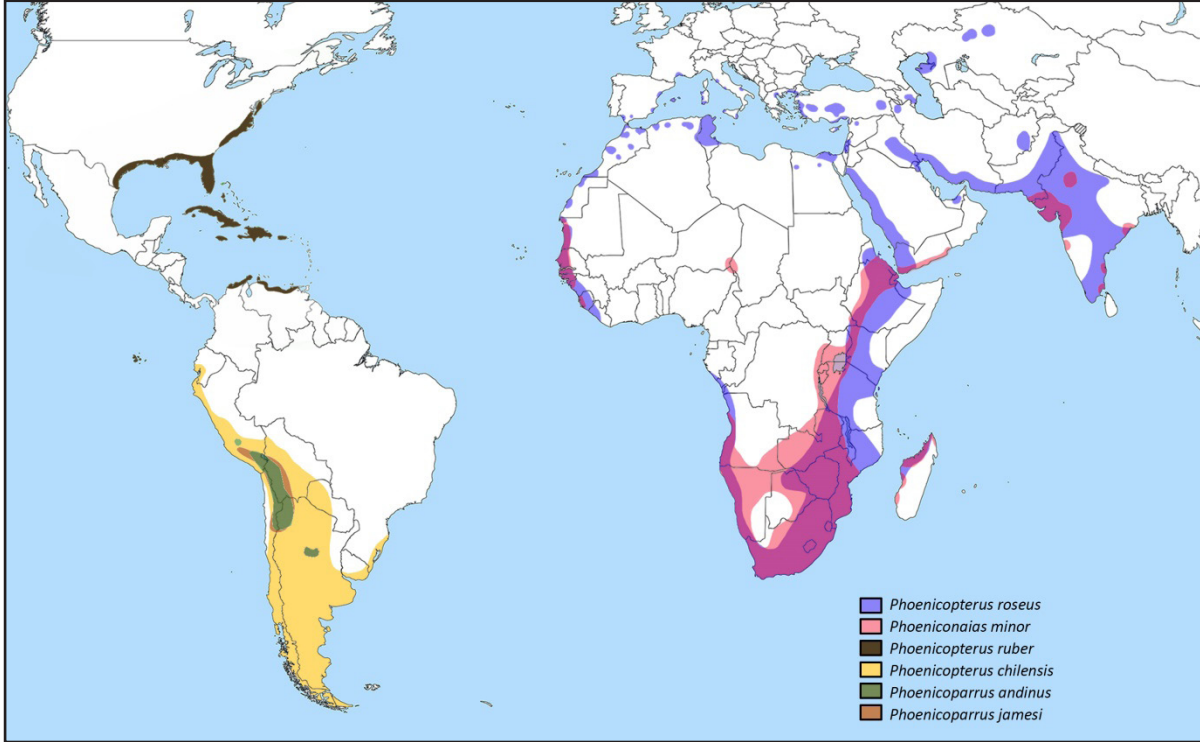 Phoenicopterus roseus
Phoeniconaias minor
Phoenicopterus ruber
Phoenicopterus chilensis
Phoenicoparrus andinus
Phoenicoparrus jamesi